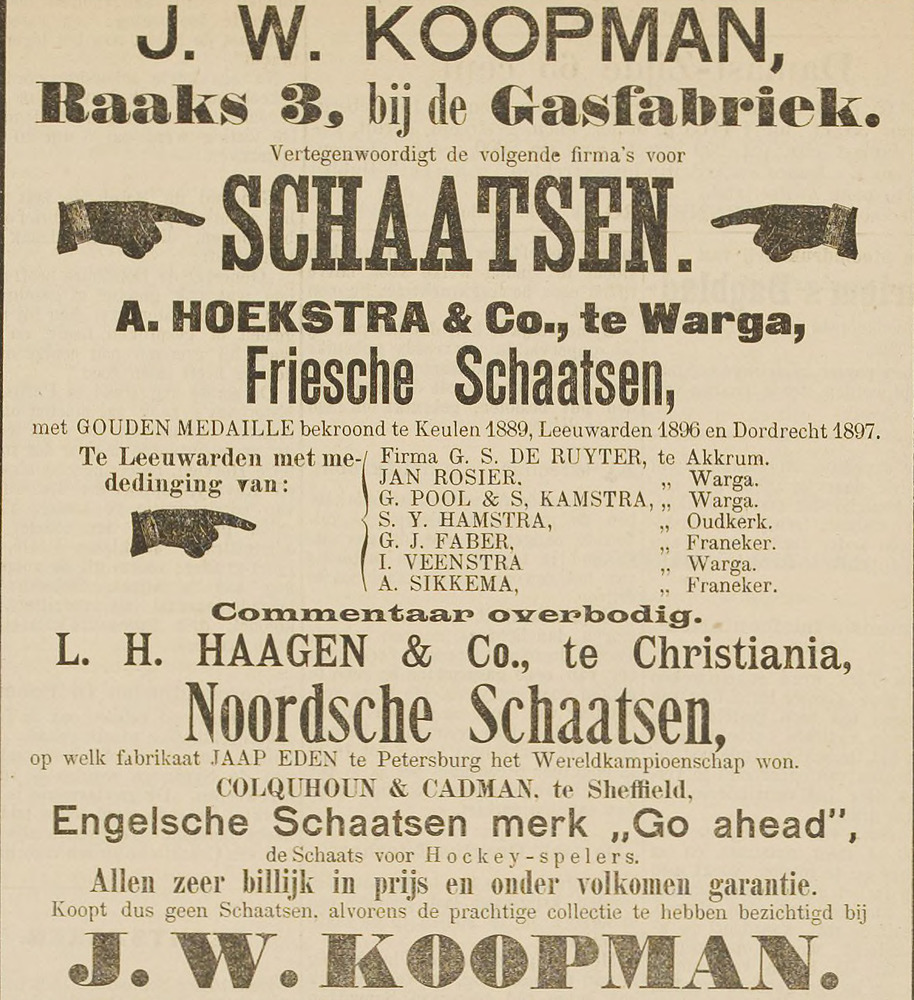 J. W. KOOPMAN,
Raaks 3, bij de Gasfabriek.
Vertegenwoordigt de volgende firma's voor
SCHAATSEN.
A. HOEKSTRA & Co., te Warga,
Friesche Schaatsen,
met GOUDEN MEDAILLE bekroond te Keulen 1889, Leeuwarden 1896 en Dordrecht 1897.
Te Leeuwarden met me-
dedinging van:
Firma G. S. DE RUYTER, te Akkrum.
JAN ROSIER. „ Warga.
G. POOL & S, KAMSTRA, „ Warga.
S. Y. HAMSTRA, „ Oudkerk.
G. J. FABER, „ Franeker.
I. VEENSTRA „ Warga.
A. SIKKEMA, „ Franeker.
Commentaar overbodig.
L. H. HAAGEN & Co., te Christiania,
Noordsche Schaatsen,
op welk fabrikaat JAAP EDEN te Petersburg het Wereldkampioenschap won.
COLQUHOUN & CADMAN. te Sheffield,
Engelsche Schaatsen merk „Go ahead”,
de Schaats voor Hockey-spelers.
Allen zeer billijk in prijs en onder volkomen garantie.
Koopt dus geen Schaatsen, alvorens de prachtige collectie te hebben bezichtigd bij
J. W. KOOPMAN.